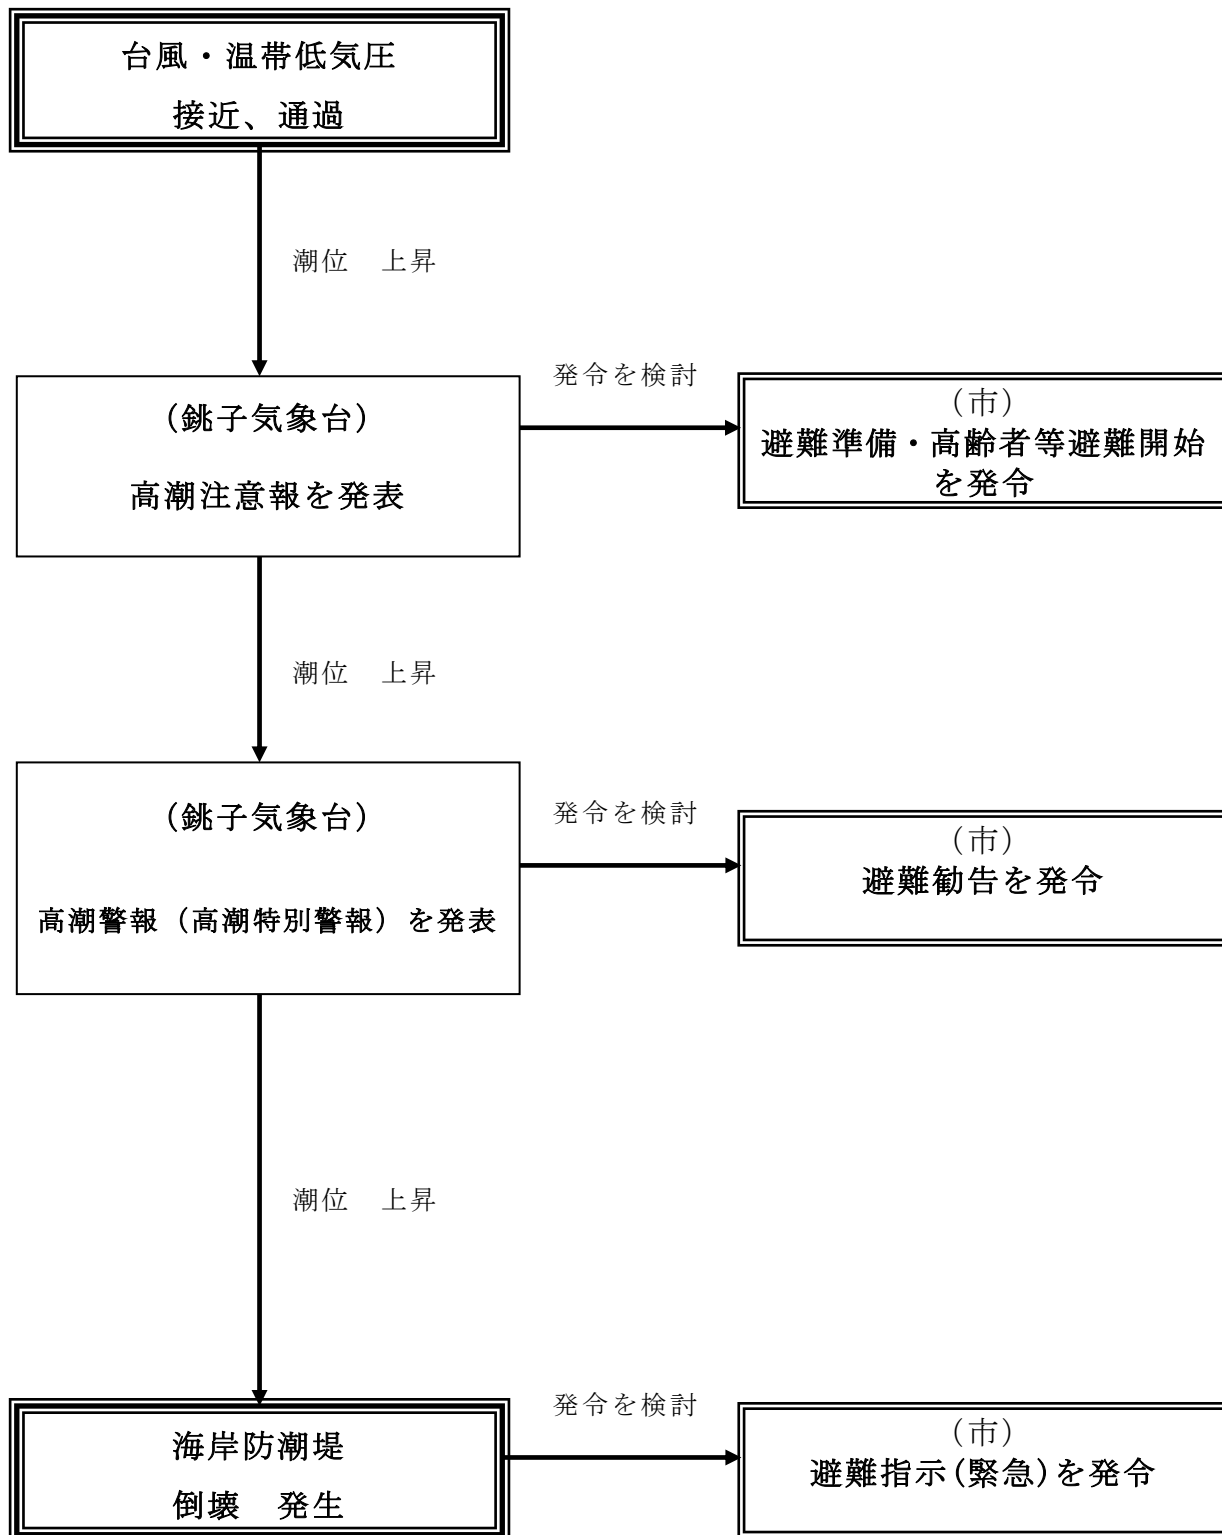 台風・温帯低気圧
接近、通過
潮位　上昇
(銚子気象台)
高潮注意報を発表
発令を検討
(市)
避難準備・高齢者等避難開始
を発令
潮位　上昇
(銚子気象台)
高潮警報（高潮特別警報）を発表
発令を検討
(市)
避難勧告を発令
潮位　上昇
海岸防潮堤
倒壊　発生
発令を検討
(市)
避難指示(緊急)を発令